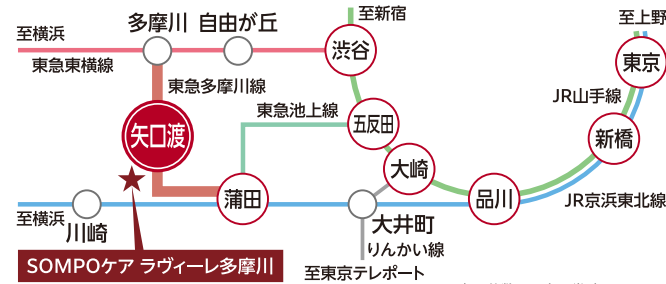 至新宿
至上野
至横浜
多摩川
自由が丘
渋谷
東京
東急東横線
東急多摩川線
JR山手線
東急池上線
矢口渡
五反田
新橋
大崎
蒲田
品川
JR京浜東北線
至横浜
川崎
大井町
りんかい線
SOMPOケア ラヴィーレ多摩川
至東京テレポート